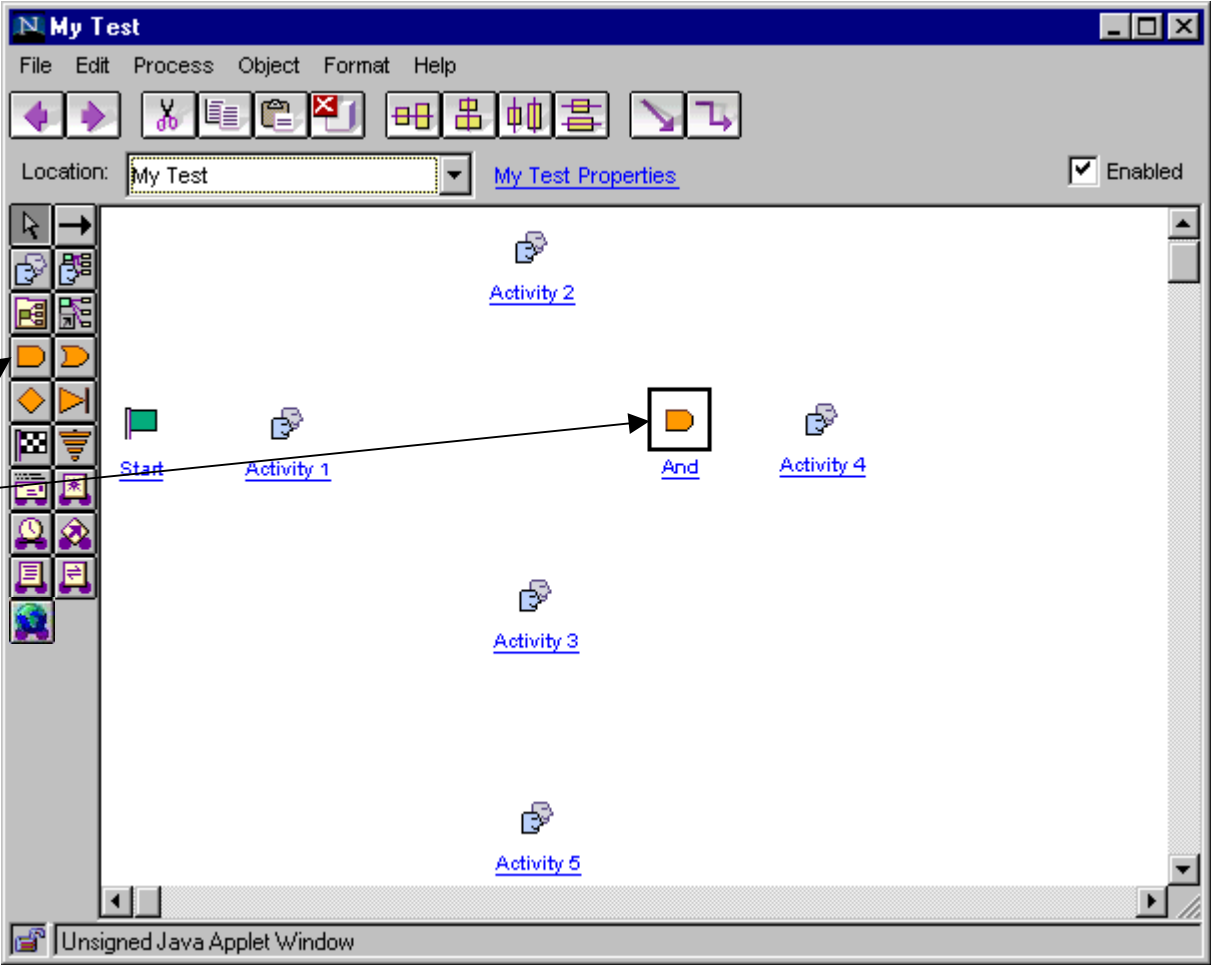 N My Test
File Edit Process Object Format Help
Location: My Test My Test Properties Enabled
Activity 2
Start Activity 1 And Activity 4
Activity 3
Activity 5
Unsigned Java Applet Window